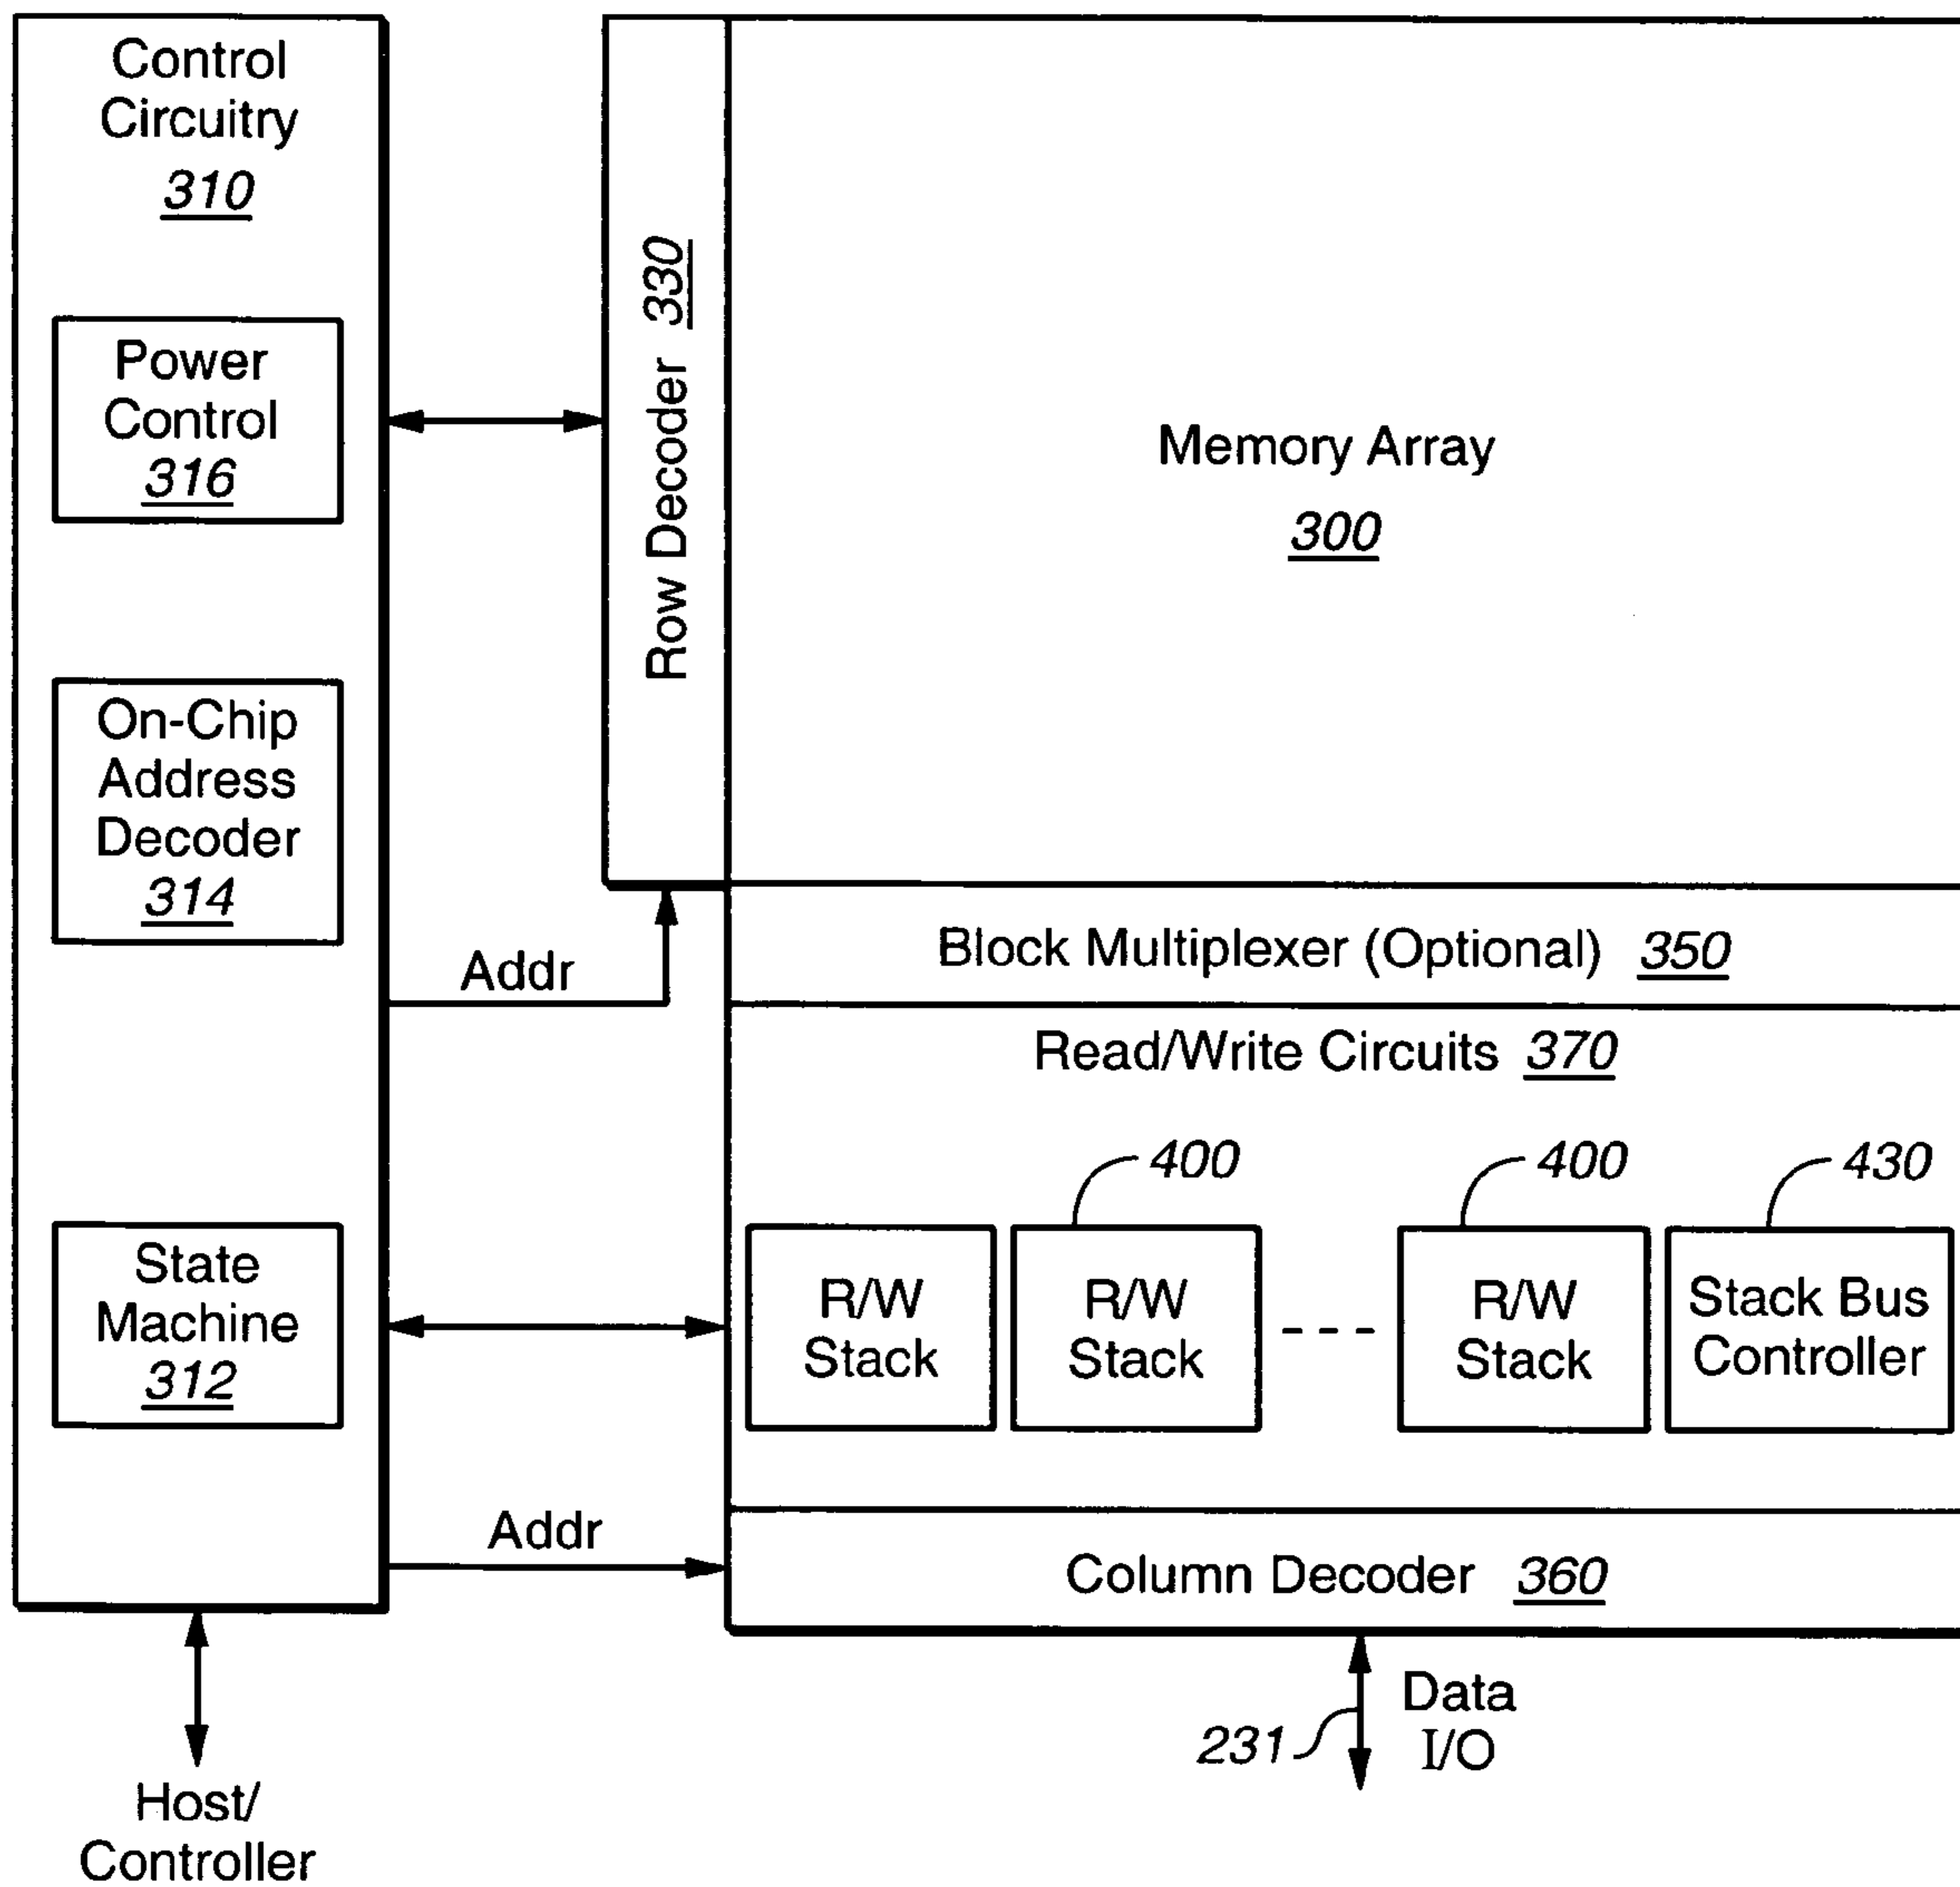 Control
Circuitry
310
Power
Control
316
On-Chip
Address
Decoder
314
State
Machine
312
Host/
Controller
Addr
Addr
Row Decoder 330
Memory Array
300
Block Multiplexer (Optional) 350
Read/Write Circuits 370
400
400
430
R/W
Stack
R/W
Stack
R/W
Stack
Stack Bus
Controller
Column Decoder 360
231
Data
I/O